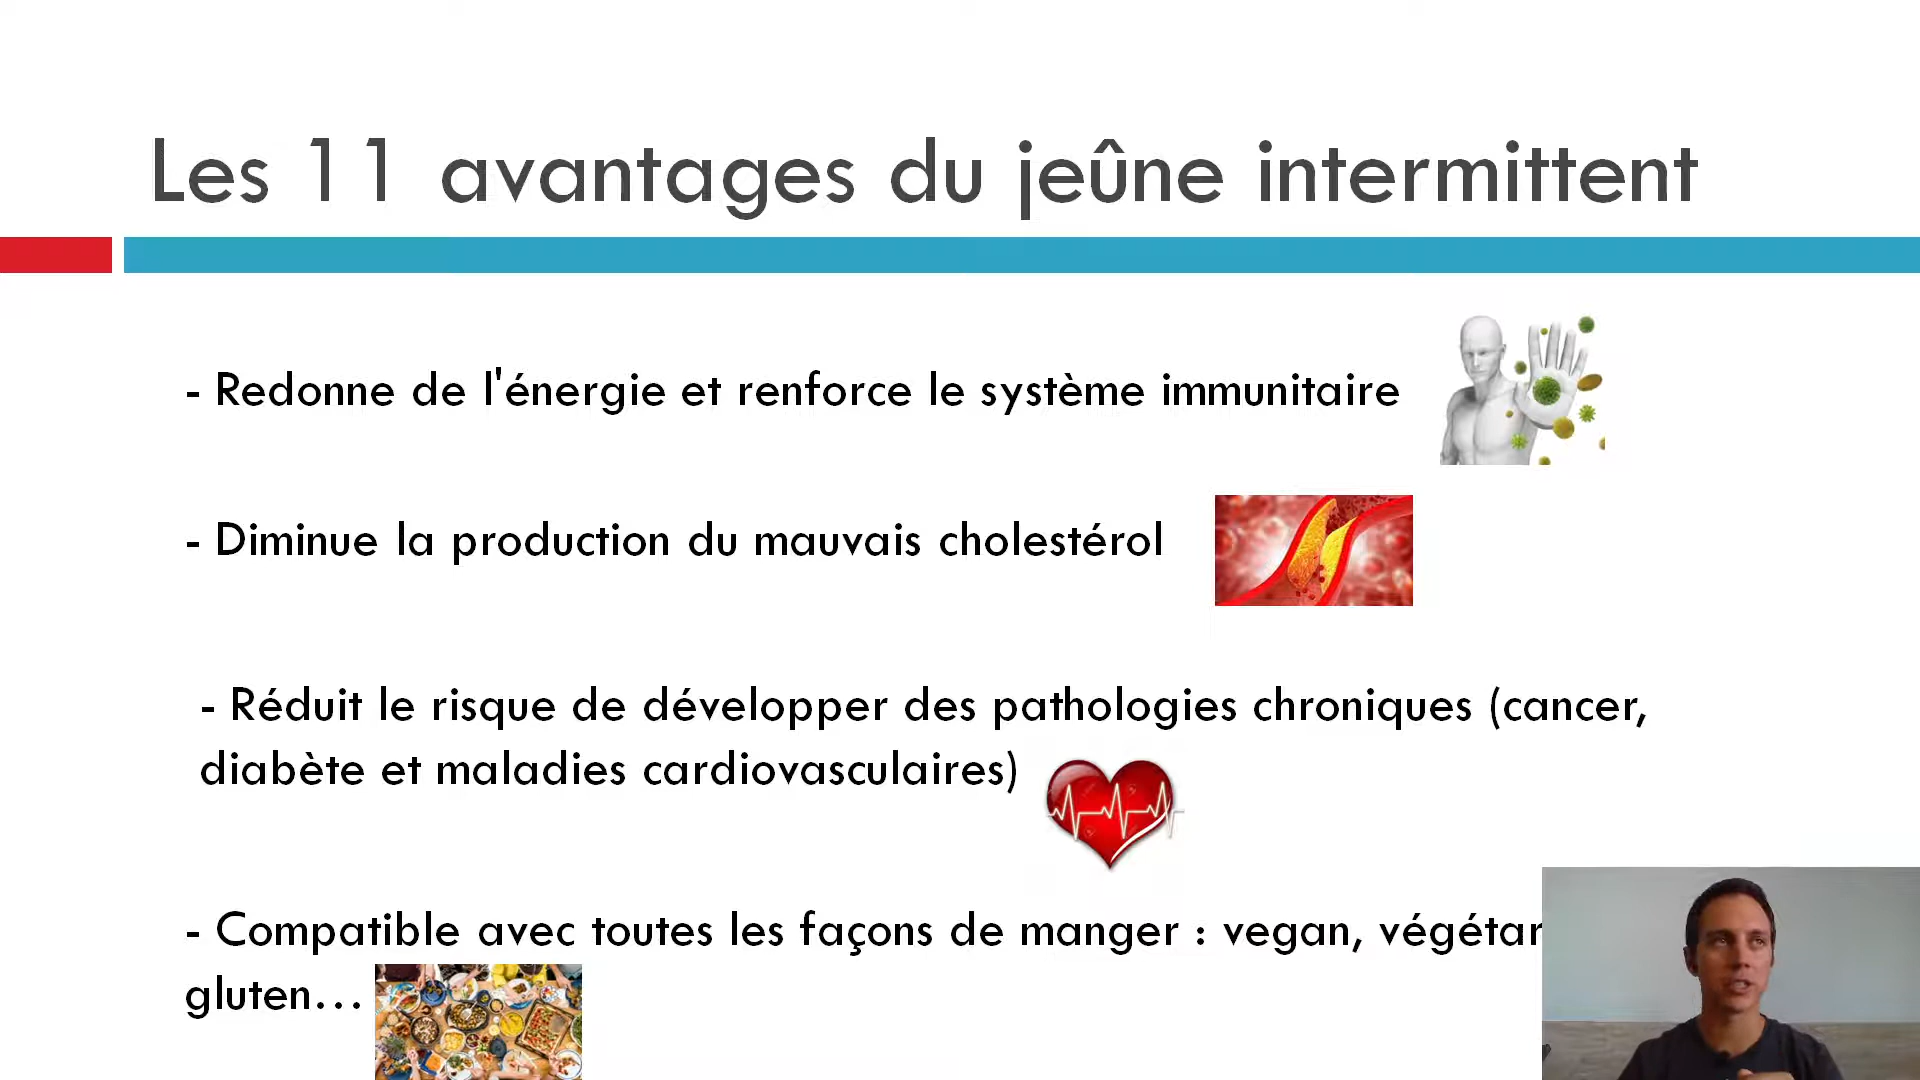 Les 11 avantages du jeûne intermittent
- Redonne de l'énergie et renforce le système immunitaire
- Diminue la production du mauvais cholestérol
- Réduit le risque de développer des pathologies chroniques (cancer,
diabète et maladies cardiovasculaires)
- Compatible avec toutes les façons de manger : vegan,
gluten…